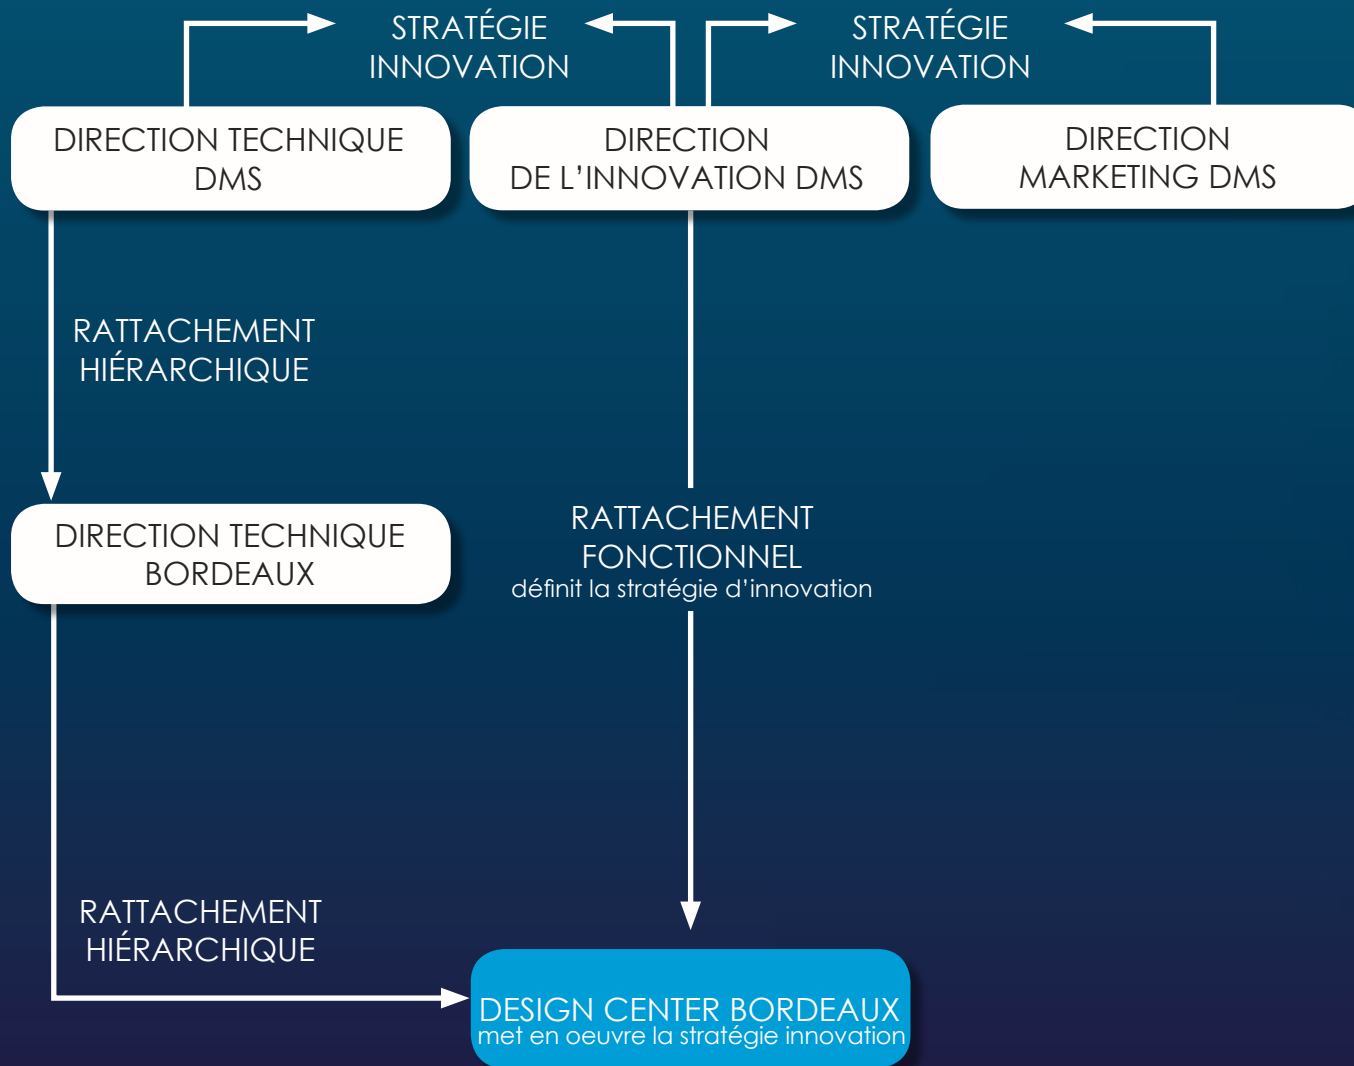 STRATÉGIE
INNOVATION
STRATÉGIE
INNOVATION
DIRECTION TECHNIQUE
DMS
DIRECTION
DE L’INNOVATION DMS
DIRECTION
MARKETING DMS
RATTACHEMENT
HIÉRARCHIQUE
DIRECTION TECHNIQUE
BORDEAUX
RATTACHEMENT
FONCTIONNEL
définit la stratégie d’innovation
RATTACHEMENT
HIÉRARCHIQUE
DESIGN CENTER BORDEAUX
met en oeuvre la stratégie innovation